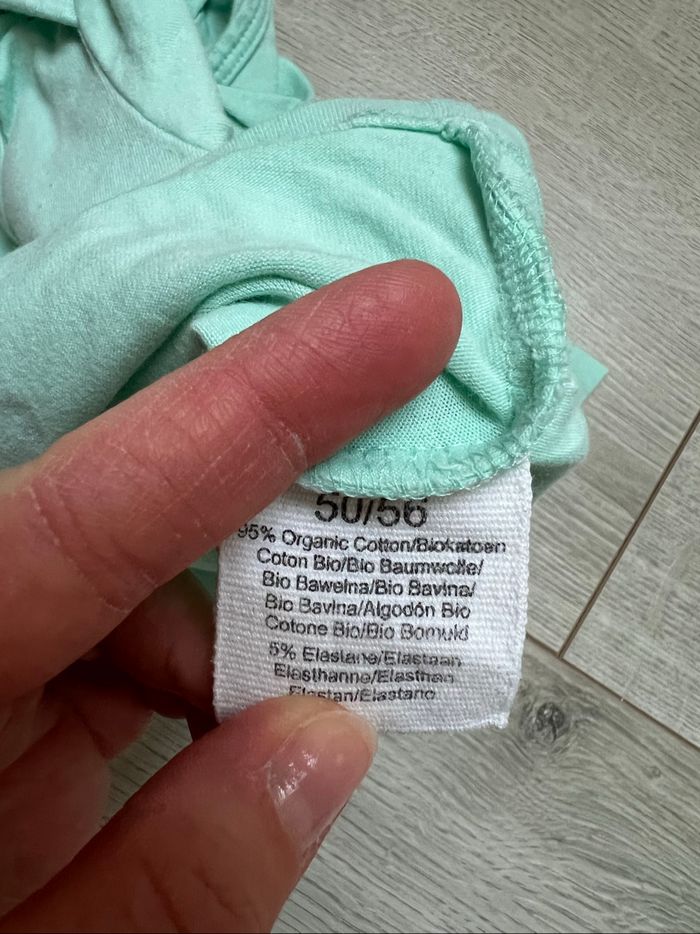 50/56
95% Organic Cotton/Biokatoen
Coton Bio/Bio Baumwolle/
Bio Bawełna/Bio Bavlna/
Bio Bavlna/Algodón Bio
Cotone Bio/Bio Bomuld
5% Elastane/Elastaan
Elasthanne/Elasthan
Elastan/Elastano